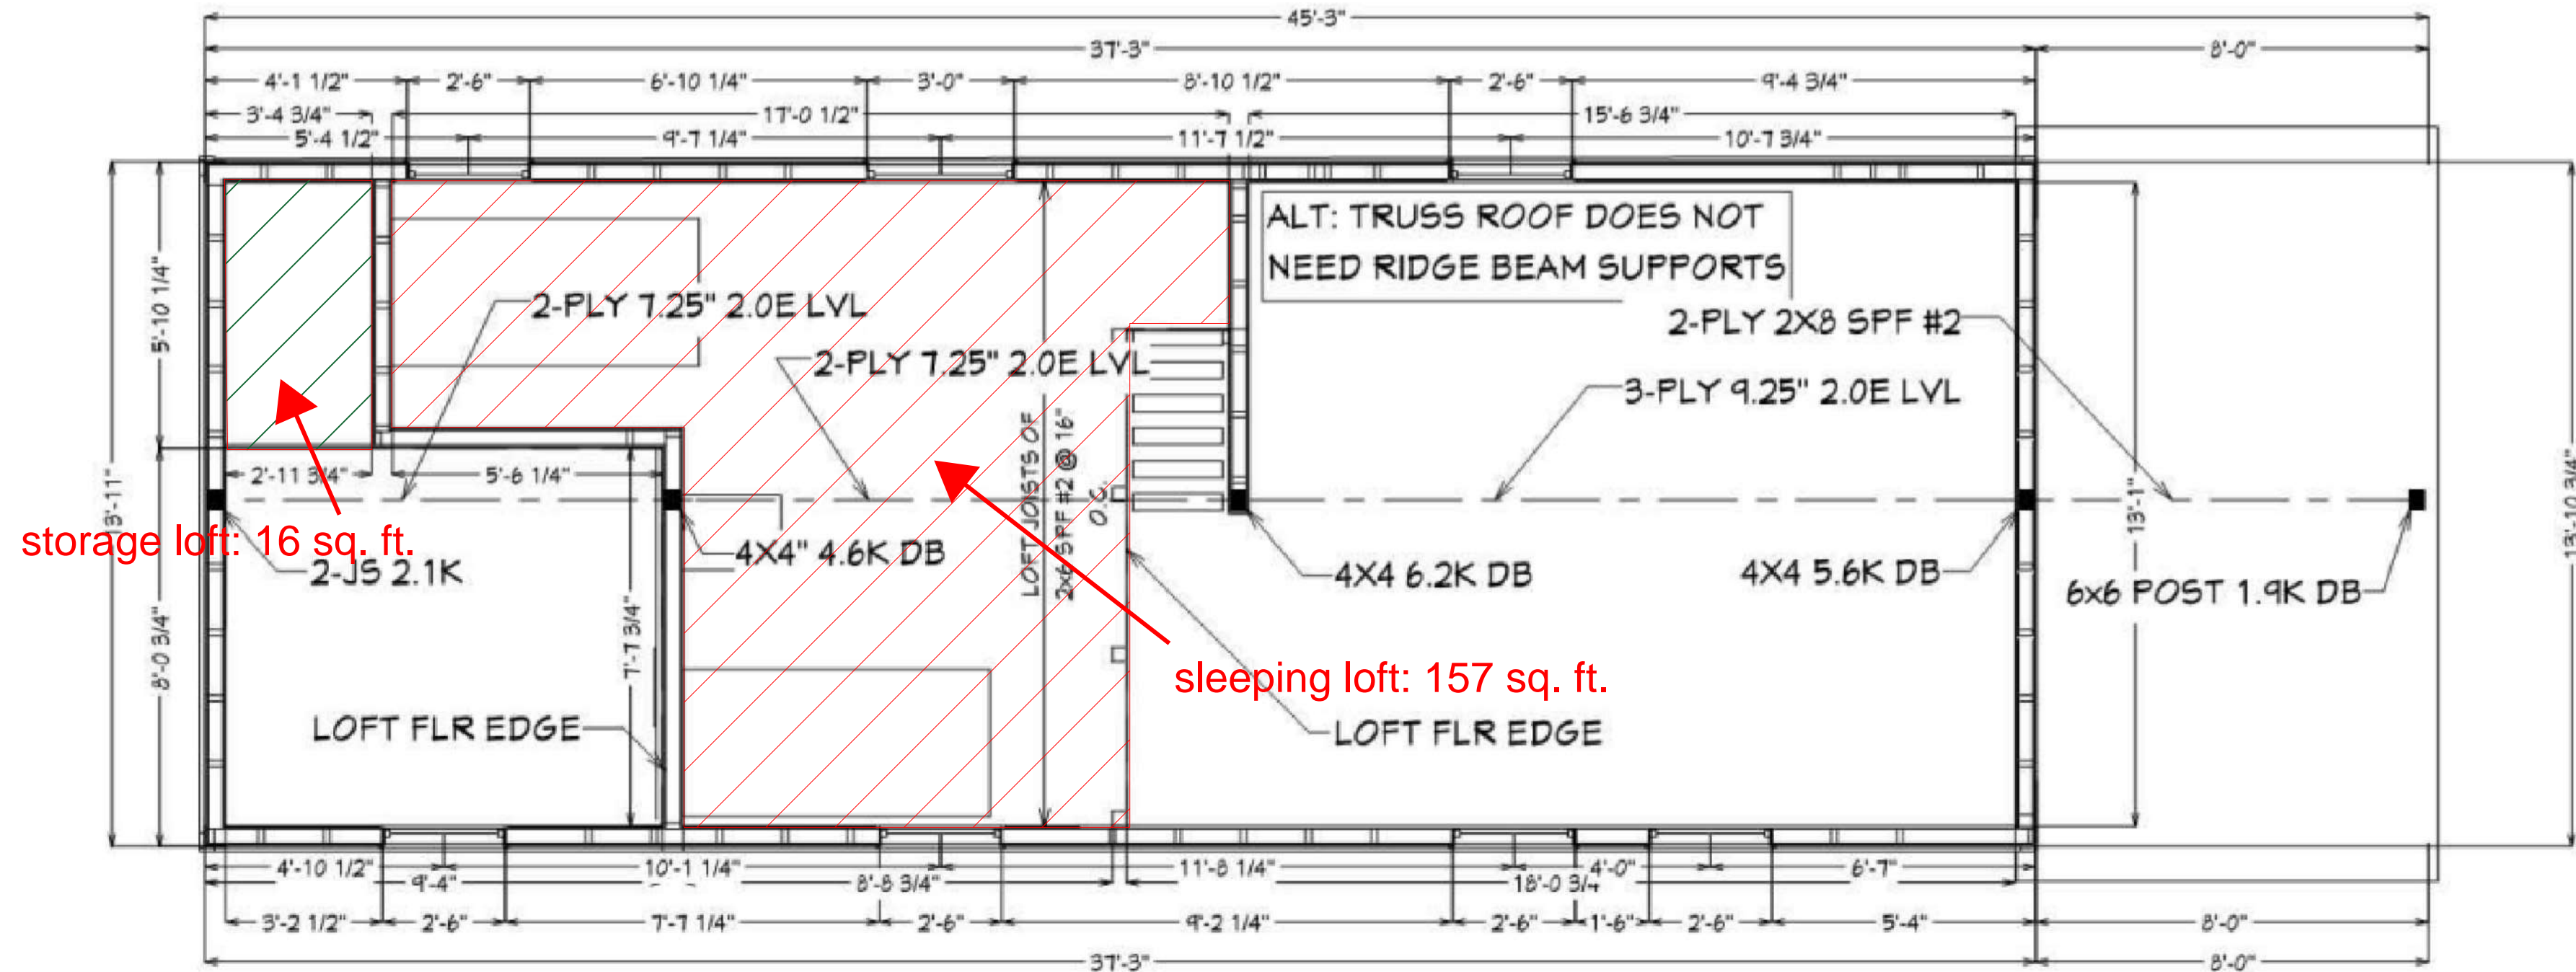 45'-3"
37'-3" 8'-0"
4'-1 1/2" 2'-6" 6'-10 1/4" 3'-0" 8'-10 1/2" 2'-6" 9'-4 3/4"
3'-4 3/4" 17'-0 1/2" 15'-6 3/4"
5'-4 1/2" 9'-7 1/4" 11'-7 1/2" 10'-7 3/4"
ALT: TRUSS ROOF DOES NOT
NEED RIDGE BEAM SUPPORTS
5'-10 1/4"
2-PLY 7.25" 2.0E LVL
2-PLY 2X8 SPF #2
2-PLY 7.25" 2.0E LVL
3-PLY 9.25" 2.0E LVL
LOFT JOISTS OF
2x6 SPF #2 @ 16"
O.C.
2'-11 3/4" 5'-6 1/4"
13'-11"
13'-1"
13'-10 3/4"
storage loft: 16 sq. ft.
2-JS 2.1K
4X4" 4.6K DB
4X4 6.2K DB
4X4 5.6K DB
6x6 POST 1.9K DB
8'-0 3/4"
7'-7 3/4"
sleeping loft: 157 sq. ft.
LOFT FLR EDGE
LOFT FLR EDGE
4'-10 1/2" 10'-1 1/4" 11'-8 1/4" 4'-0" 6'-7"
9'-4" 8'-8 3/4" 18'-0 3/4
3'-2 1/2" 2'-6" 7'-7 1/4" 2'-6" 9'-2 1/4" 2'-6" 1'-6" 2'-6" 5'-4" 8'-0"
37'-3" 8'-0"